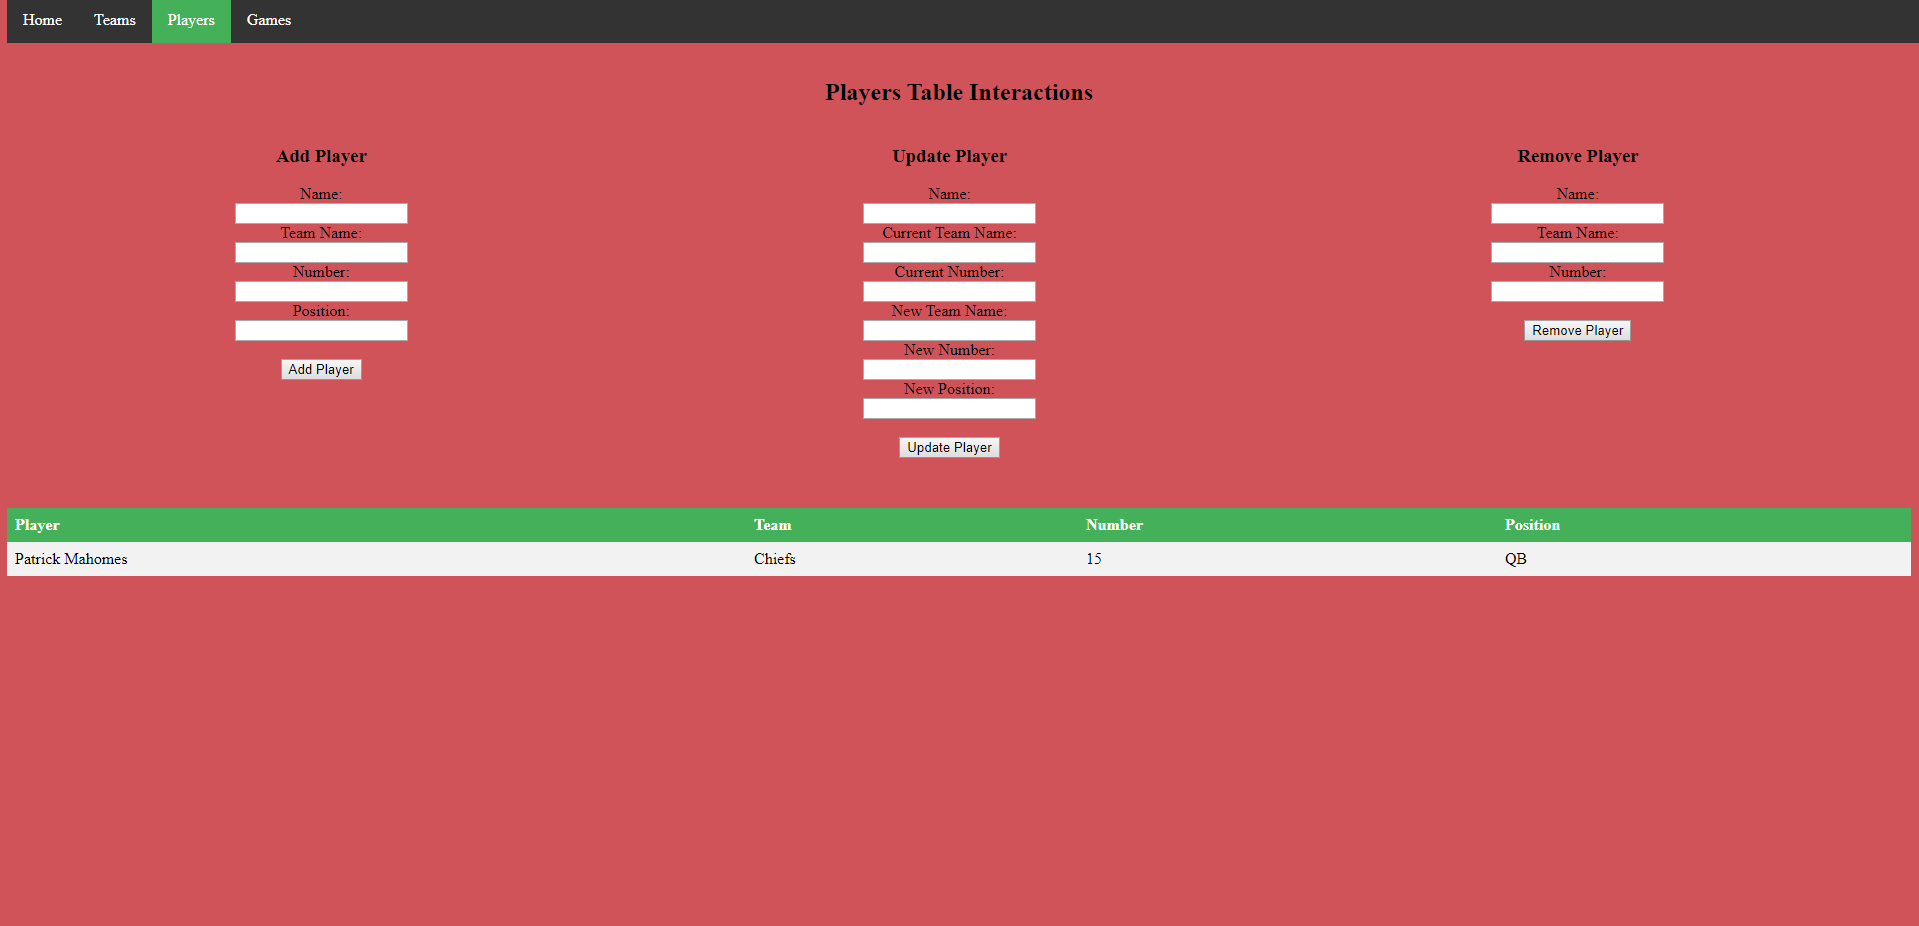 Home Teams Players Games
Players Table Interactions
Add Player
Name:
Team Name:
Number:
Position:
Add Player
Update Player
Name:
Current Team Name:
Current Number:
New Team Name:
New Number:
New Position:
Update Player
Remove Player
Name:
Team Name:
Number:
Remove Player
Player Team Number Position
Patrick Mahomes Chiefs 15 QB